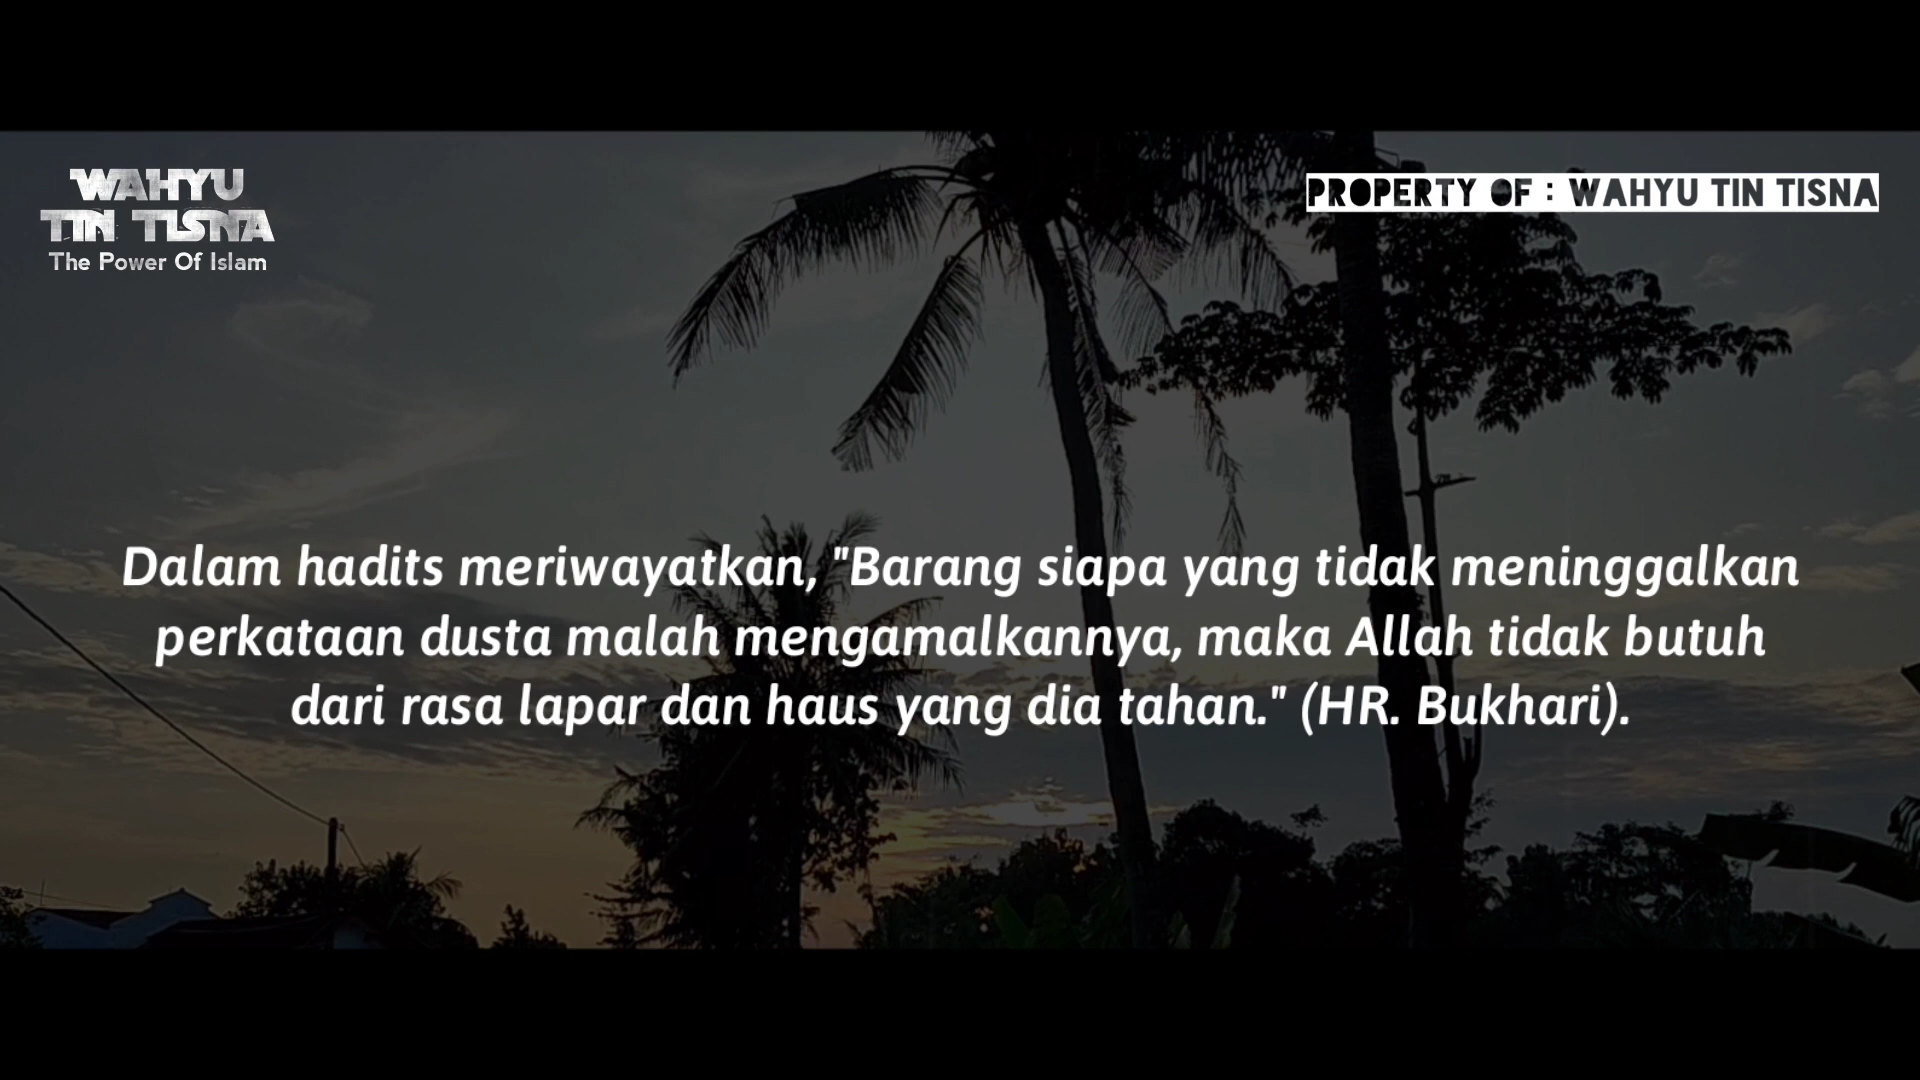 WAHYU
TIN TISNA
The Power Of Islam
PROPERTY OF : WAHYU TIN TISNA
Dalam hadits meriwayatkan, "Barang siapa yang tidak meninggalkan
perkataan dusta malah mengamalkannya, maka Allah tidak butuh
dari rasa lapar dan haus yang dia tahan." (HR. Bukhari).